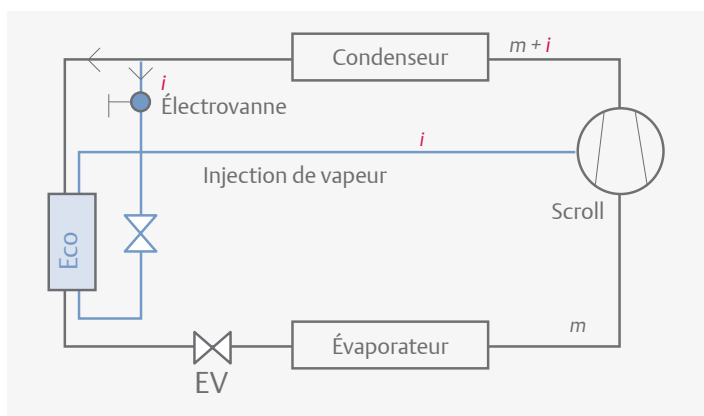 Condenseur
m + i
i
Électrovanne
i
Injection de vapeur
Scroll
Eco
m
Évaporateur
EV